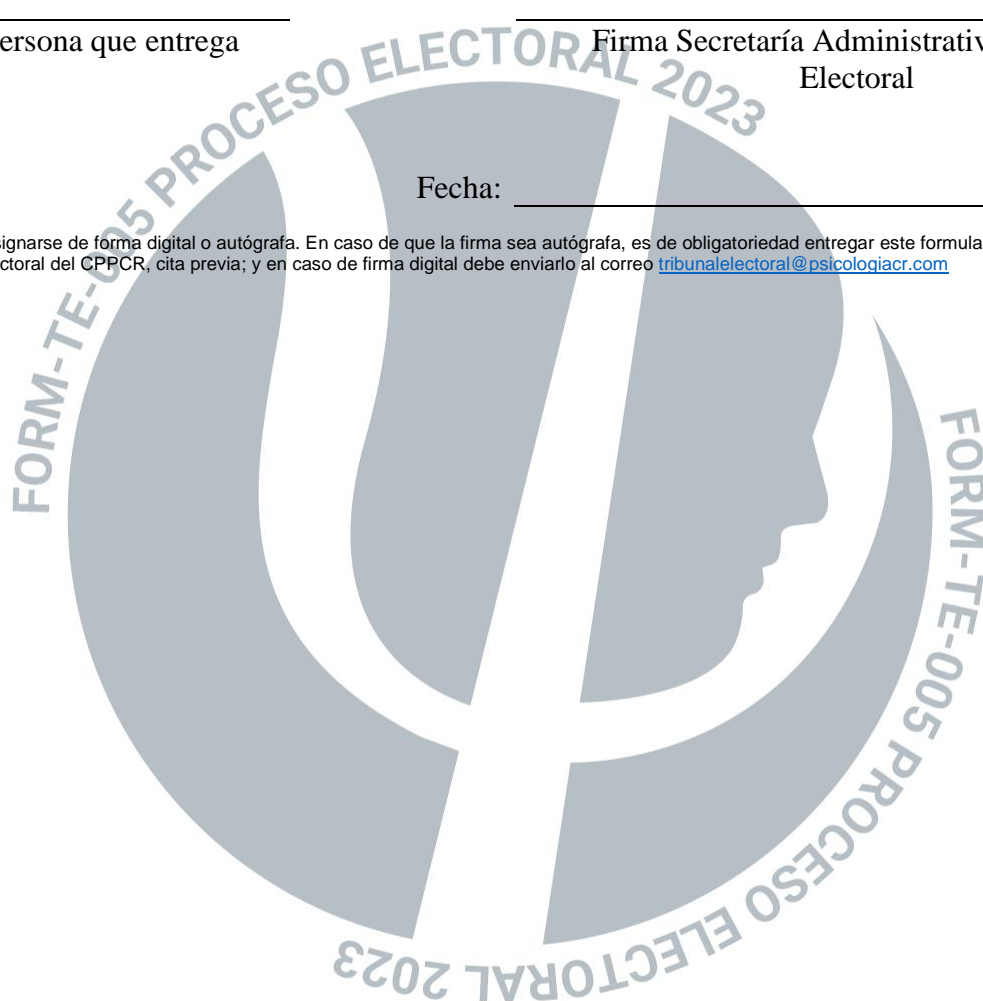 ersona que entrega
Firma Secretaría Administrativ
Electoral
Fecha:
signarse de forma digital o autógrafa. En caso de que la firma sea autógrafa, es de obligatoriedad entregar este formula
ctoral del CPPCR, cita previa; y en caso de firma digital debe enviarlo al correo tribunalelectoral@psicologiacr.com
FORM-TE-005 PROCESO ELECTORAL 2023
FORM-TE-005 PROCESO ELECTORAL 2023